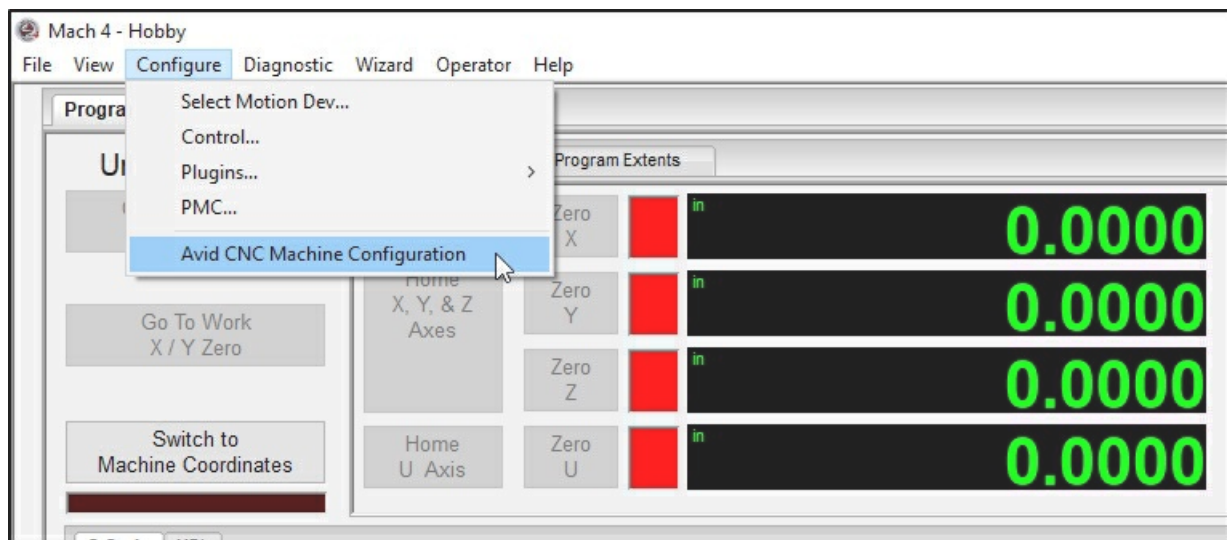 Mach 4 - Hobby
File View Configure Diagnostic Wizard Operator Help
Select Motion Dev...
Control...
Plugins...
PMC...
Avid CNC Machine Configuration
Program Extents
Go To Work
X / Y Zero
Switch to
Machine Coordinates
Home
X, Y, & Z
Axes
Home
U Axis
Zero
X
in
0.0000
Zero
Y
in
0.0000
Zero
Z
in
0.0000
Zero
U
in
0.0000